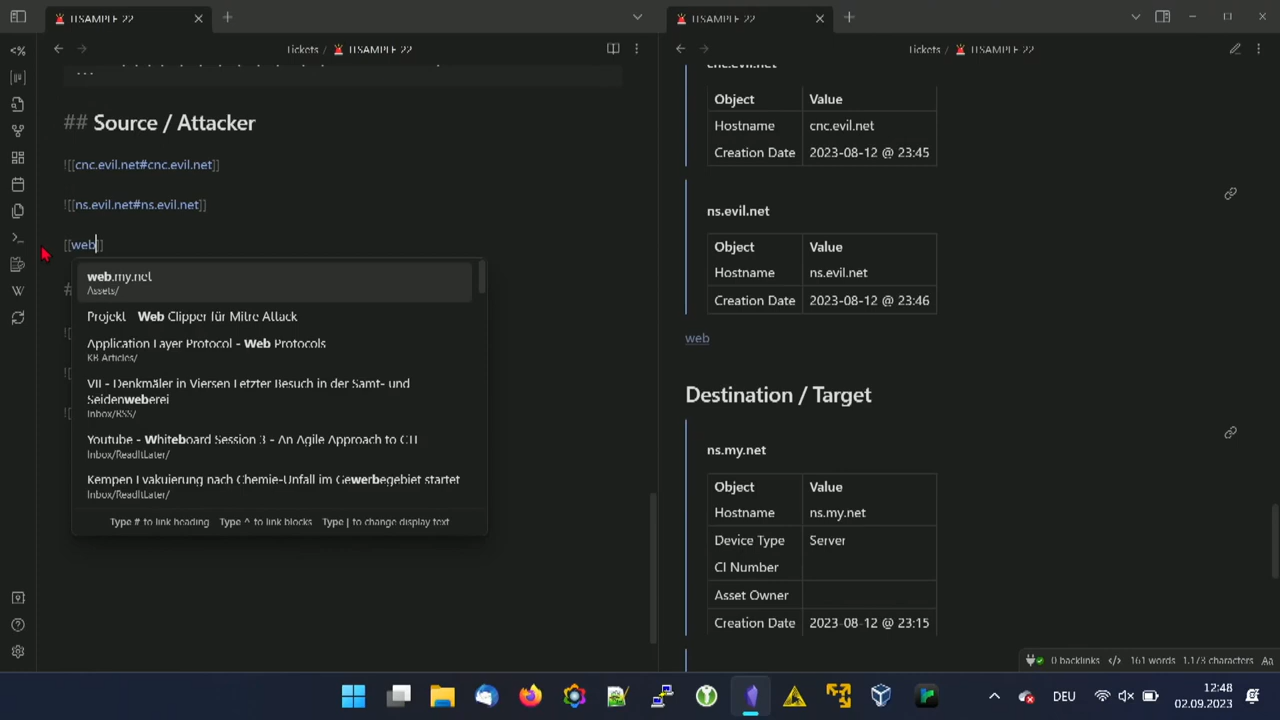 ITSAMPLE 22
ITSAMPLE 22
Tickets / ITSAMPLE 22
Tickets / ITSAMPLE 22
```
## Source / Attacker
![[cnc.evil.net#cnc.evil.net]]
![[ns.evil.net#ns.evil.net]]
[[web]]
web.my.net
Assets/
Projekt - Web Clipper für Mitre Attack
Application Layer Protocol - Web Protocols
KB Articles/
VII - Denkmäler in Viersen Letzter Besuch in der Samt- und
Seidenweberei
Inbox/RSS/
Youtube - Whiteboard Session 3 - An Agile Approach to CTI
Inbox/ReadItLater/
Kempen Evakuierung nach Chemie-Unfall im Gewerbegebiet startet
Inbox/ReadItLater/
Type # to link heading Type ^ to link blocks Type | to change display text
cnc.evil.net
Object Value
Hostname cnc.evil.net
Creation Date 2023-08-12 @ 23:45
ns.evil.net
Object Value
Hostname ns.evil.net
Creation Date 2023-08-12 @ 23:46
web
Destination / Target
ns.my.net
Object Value
Hostname ns.my.net
Device Type Server
CI Number
Asset Owner
Creation Date 2023-08-12 @ 23:15
0 backlinks 161 words 1.173 characters Aa
DEU
12:48
02.09.2023